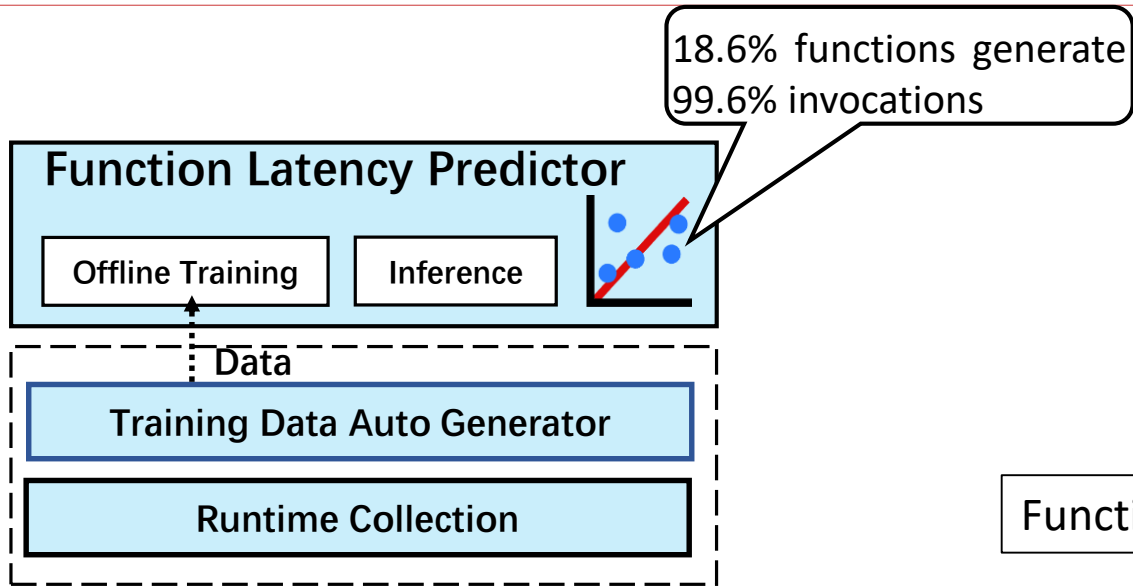 18.6% functions generate
99.6% invocations
Function Latency Predictor
Offline Training
Inference
Data
Training Data Auto Generator
Runtime Collection